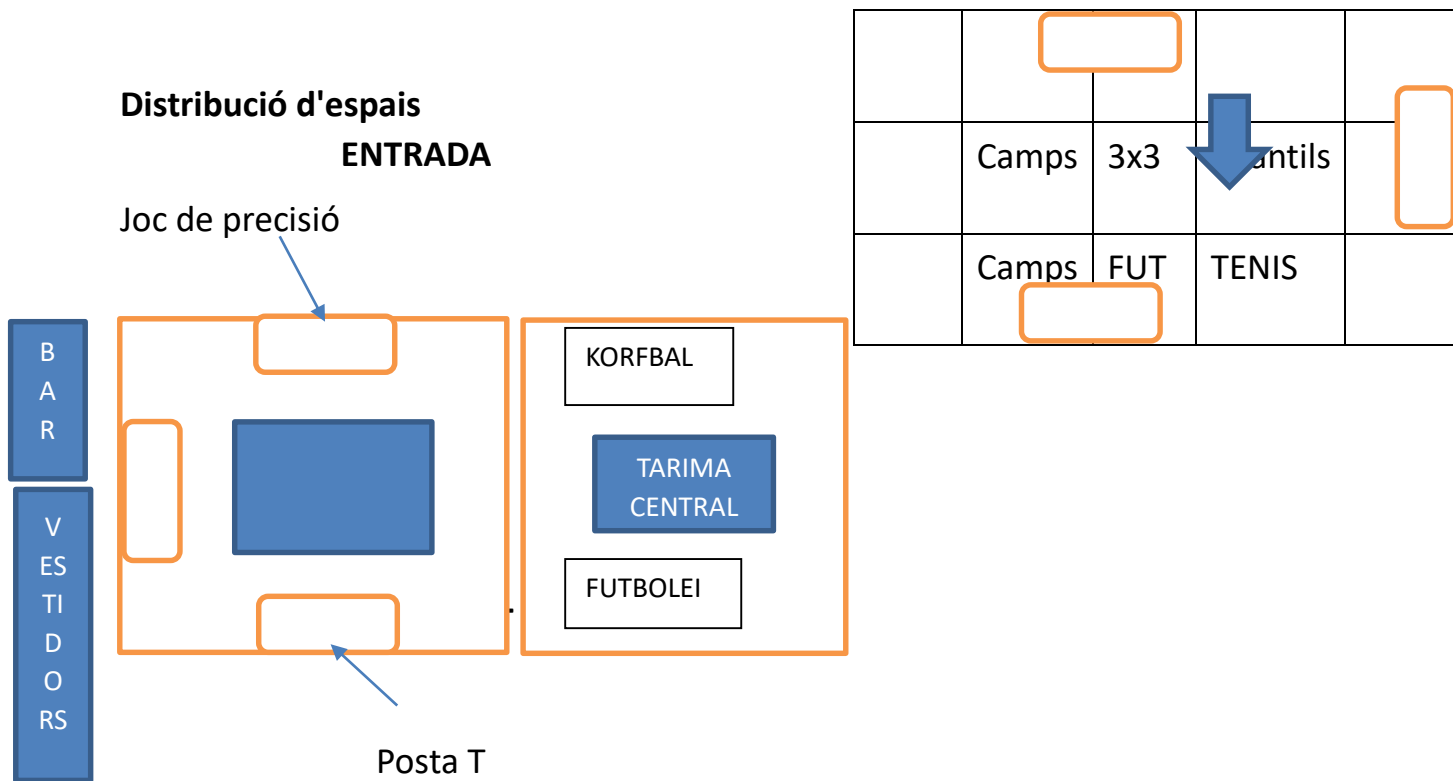 Distribució d'espais
ENTRADA
Joc de precisió
Camps 3x3 antils
Camps FUT TENIS
B
A
R
V
ES
TI
D
O
RS
KORFBAL
TARIMA
CENTRAL
FUTBOLEI
.
Posta T